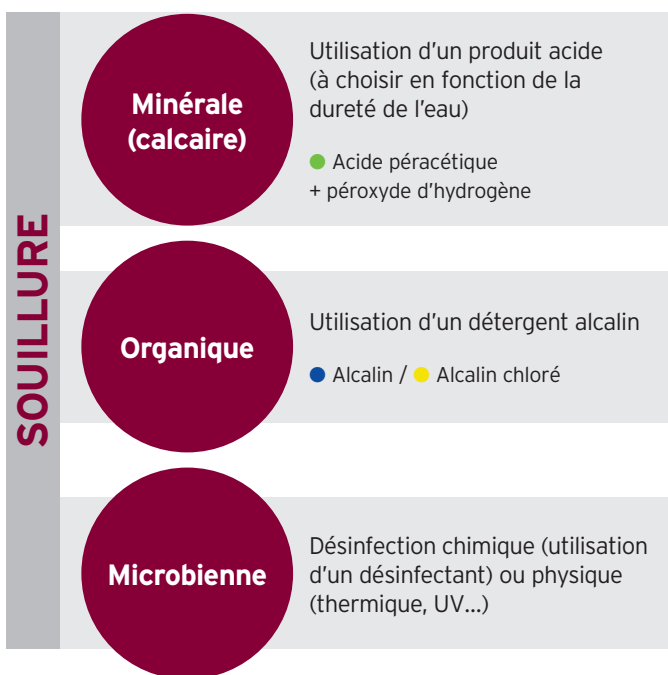 SOUILLURE
Minérale
(calcaire)
Utilisation d’un produit acide
(à choisir en fonction de la
dureté de l’eau)
Acide péracétique
+ péroxyde d’hydrogène
Organique
Utilisation d’un détergent alcalin
Alcalin / Alcalin chloré
Microbienne
Désinfection chimique (utilisation
d’un désinfectant) ou physique
(thermique, UV...)